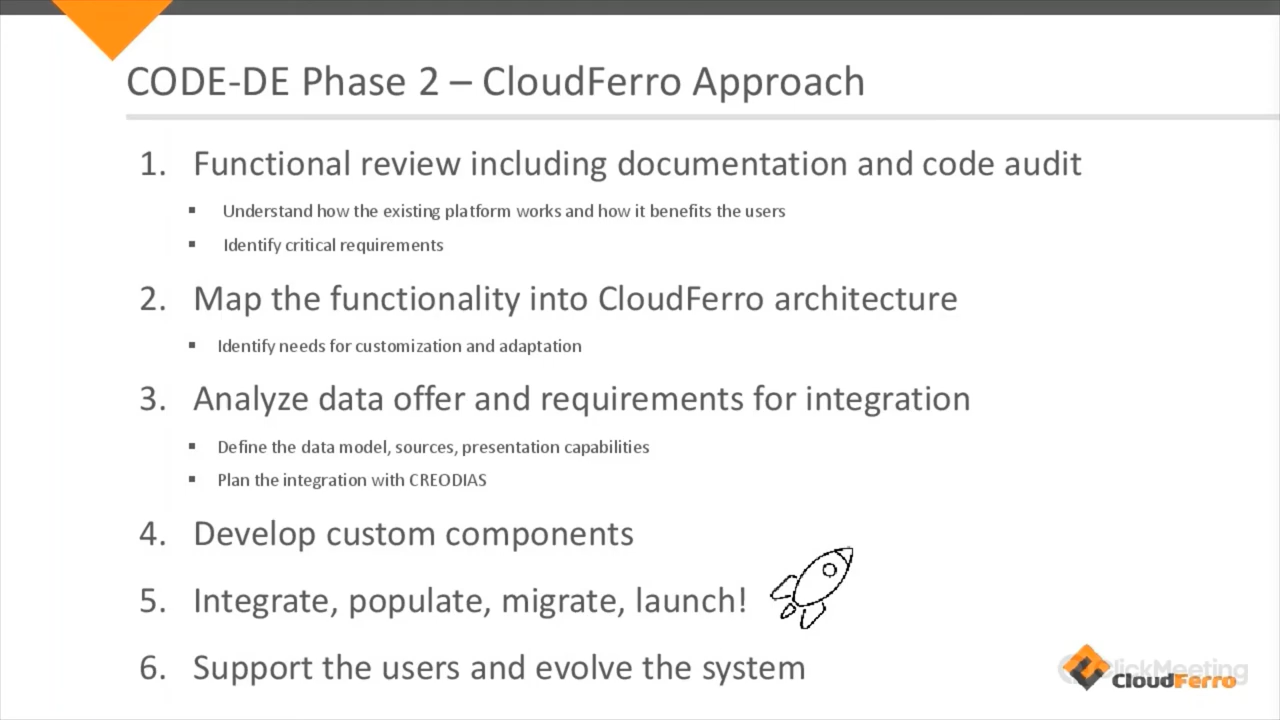 CODE-DE Phase 2 – CloudFerro Approach
1. Functional review including documentation and code audit
▪ Understand how the existing platform works and how it benefits the users
▪ Identify critical requirements
2. Map the functionality into CloudFerro architecture
▪ Identify needs for customization and adaptation
3. Analyze data offer and requirements for integration
▪ Define the data model, sources, presentation capabilities
▪ Plan the integration with CREODIAS
4. Develop custom components
5. Integrate, populate, migrate, launch!
6. Support the users and evolve the system
ClickMeeting
CloudFerro